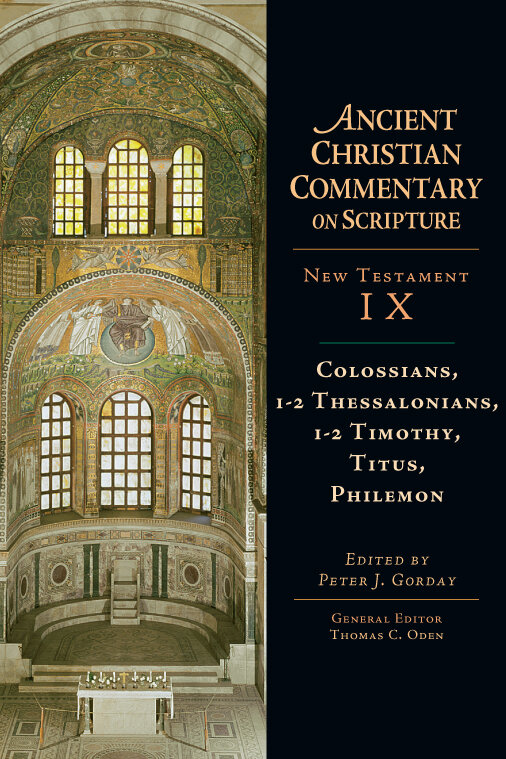 Ancient
Christian
Commentary
on Scripture
New Testament
IX
Colossians,
1-2 Thessalonians,
1-2 Timothy,
Titus,
Philemon
Edited by
Peter J. Gorday
General Editor
Thomas C. Oden